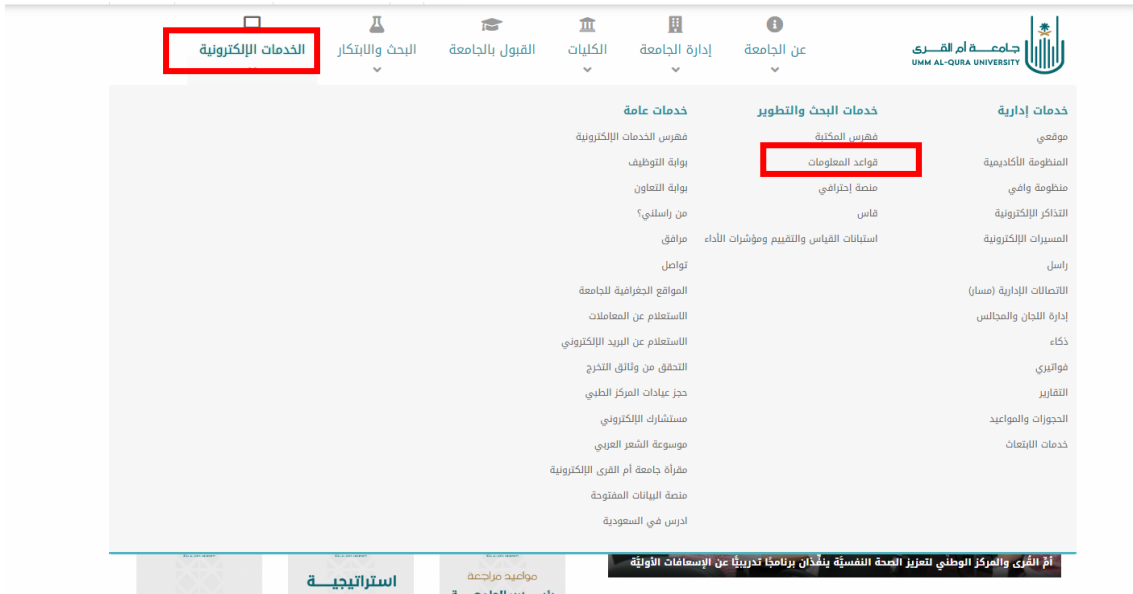 جامعة أم القرى
UMM AL-QURA UNIVERSITY
عن الجامعة
إدارة الجامعة
الكليات
القبول بالجامعة
البحث والابتكار
الخدمات الإلكترونية
خدمات إدارية
موقعي
المنظومة الأكاديمية
منظومة وافي
التذاكر الإلكترونية
المسيرات الإلكترونية
راسل
الاتصالات الإدارية (مسار)
إدارة اللجان والمجالس
ذكاء
فواتيري
التقارير
الحجوزات والمواعيد
خدمات الابتعاث
خدمات البحث والتطوير
فهرس المكتبة
قواعد المعلومات
منصة إحترافي
قاس
استبانات القياس والتقييم ومؤشرات الأداء
خدمات عامة
فهرس الخدمات الإلكترونية
بوابة التوظيف
بوابة التعاون
من راسلني؟
مرافق
تواصل
المواقع الجغرافية للجامعة
الاستعلام عن المعاملات
الاستعلام عن البريد الإلكتروني
التحقق من وثائق التخرج
حجز عيادات المركز الطبي
مستشارك الإلكتروني
موسوعة الشعر العربي
مقرأة جامعة أم القرى الإلكترونية
منصة البيانات المفتوحة
ادرس في السعودية
أمّ القُرى والمركز الوطني لتعزيز الصحة النفسيَّة ينفّذان برنامجًا تدريبيًّا عن الإسعافات الأوليَّة
مواعيد مراجعة
استراتيجيـــة